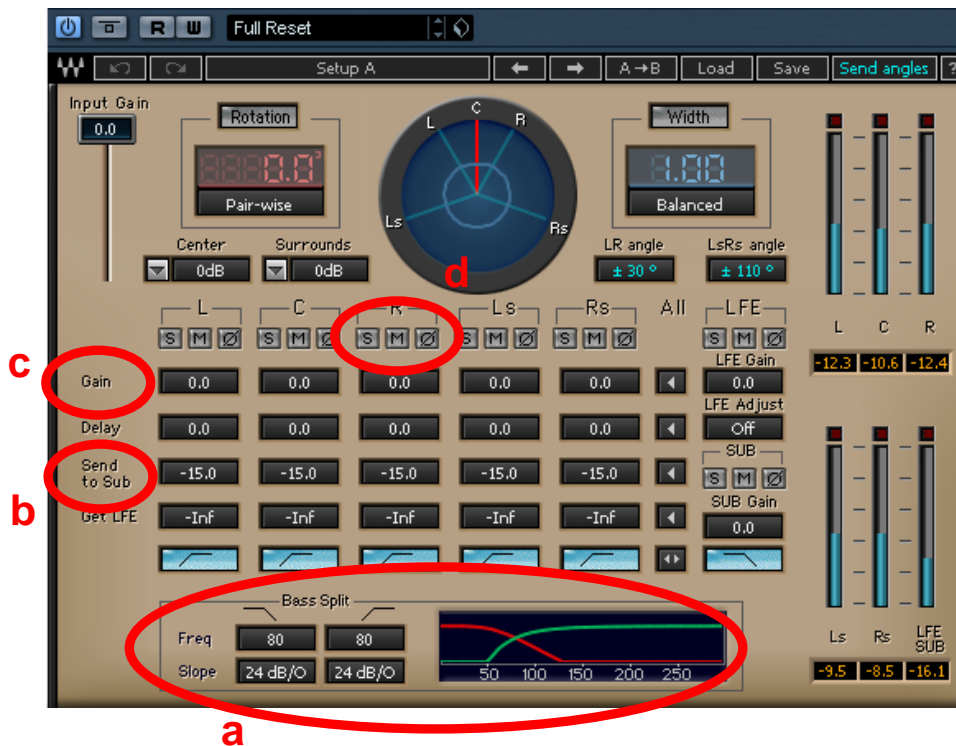 R W Full Reset
Setup A A→B Load Save Send angles ?
Input Gain
0.0
Rotation
0.0°
Pair-wise
L C R
Ls Rs
Width
1.00
Balanced
Center Surrounds
0dB 0dB
LR angle LsRs angle
± 30 ° ± 110 °
d
L C R Ls Rs All LFE
S M Ø S M Ø S M Ø S M Ø S M Ø S M Ø
c
Gain 0.0 0.0 0.0 0.0 0.0
LFE Gain
0.0
Delay 0.0 0.0 0.0 0.0 0.0
LFE Adjust
Off
b
Send to Sub -15.0 -15.0 -15.0 -15.0 -15.0
SUB
S M Ø
Get LFE -Inf -Inf -Inf -Inf -Inf
SUB Gain
0.0
Bass Split
Freq 80 80
Slope 24 dB/O 24 dB/O
50 100 150 200 250
a
L C R
-12.3 -10.6 -12.4
Ls Rs LFE SUB
-9.5 -8.5 -16.1